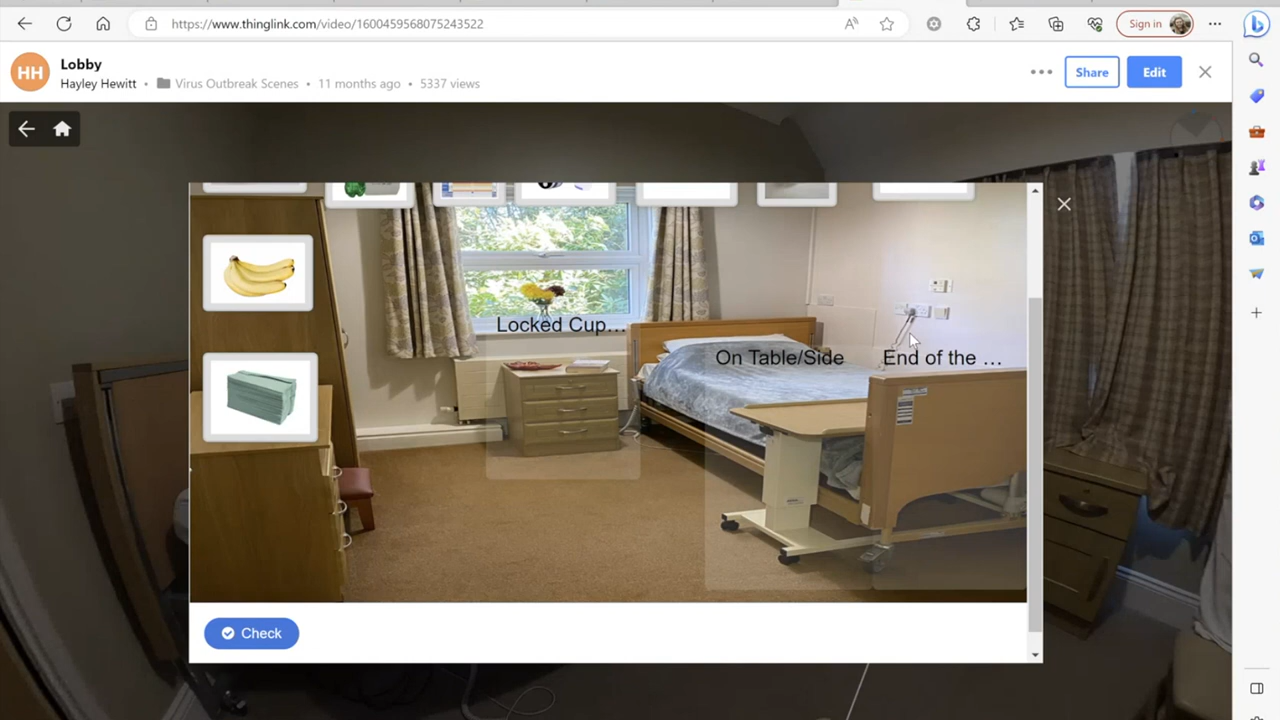 https://www.thinglink.com/video/1600459568075243522
Sign in
HH
Lobby
Hayley Hewitt • Virus Outbreak Scenes • 11 months ago • 5337 views
Share
Edit
Locked Cup...
On Table/Side
End of the ...
Check